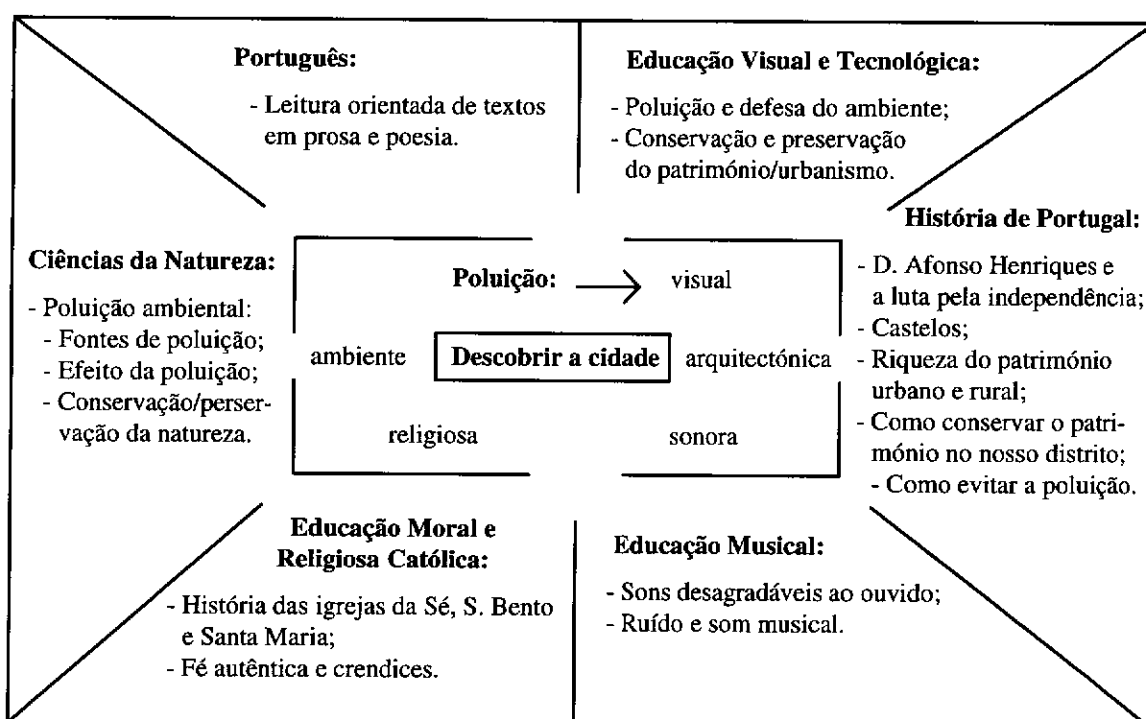 Português:
- Leitura orientada de textos
em prosa e poesia.
Educação Visual e Tecnológica:
- Poluição e defesa do ambiente;
- Conservação e preservação
do património/urbanismo.
Ciências da Natureza:
- Poluição ambiental:
- Fontes de poluição;
- Efeito da poluição;
- Conservação/perser-
vação da natureza.
Poluição:
visual
ambiente
Descobrir a cidade
arquitectónica
religiosa
sonora
História de Portugal:
- D. Afonso Henriques e
a luta pela independência;
- Castelos;
- Riqueza do património
urbano e rural;
- Como conservar o patri-
mónio no nosso distrito;
- Como evitar a poluição.
Educação Moral e
Religiosa Católica:
- História das igrejas da Sé, S. Bento
e Santa Maria;
- Fé autêntica e crendices.
Educação Musical:
- Sons desagradáveis ao ouvido;
- Ruído e som musical.